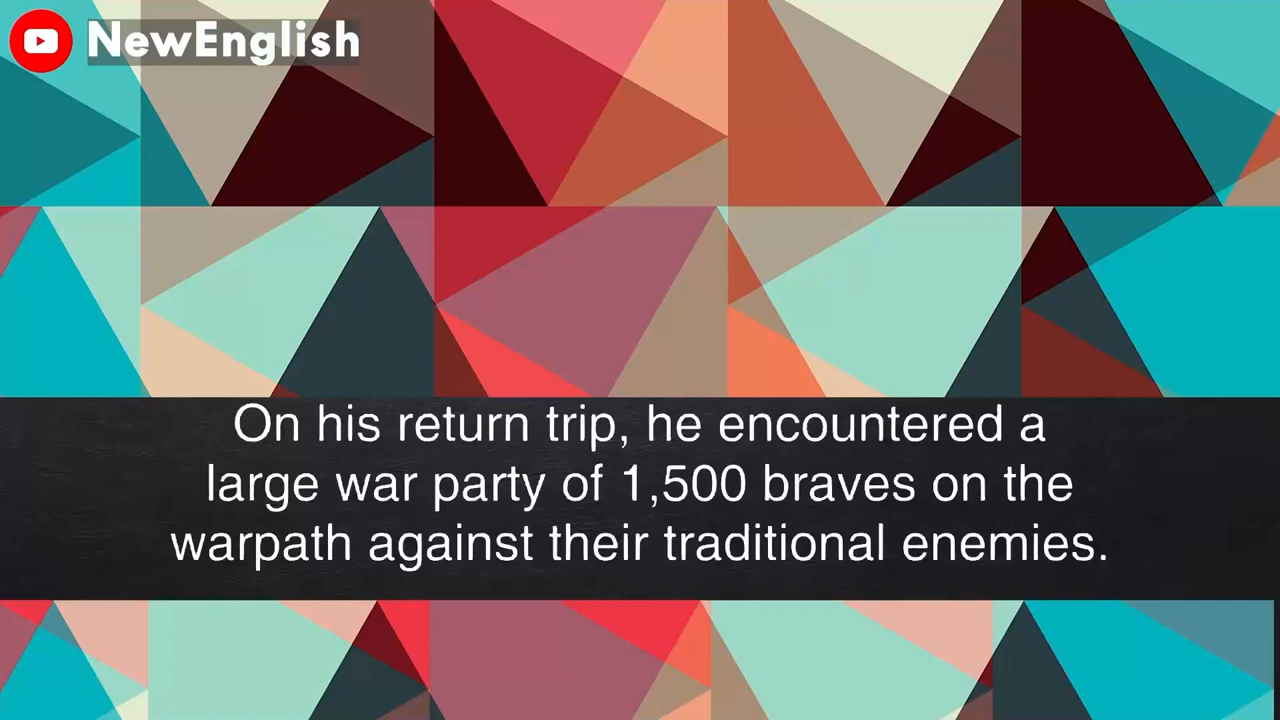 NewEnglish
On his return trip, he encountered a
large war party of 1,500 braves on the
warpath against their traditional enemies.